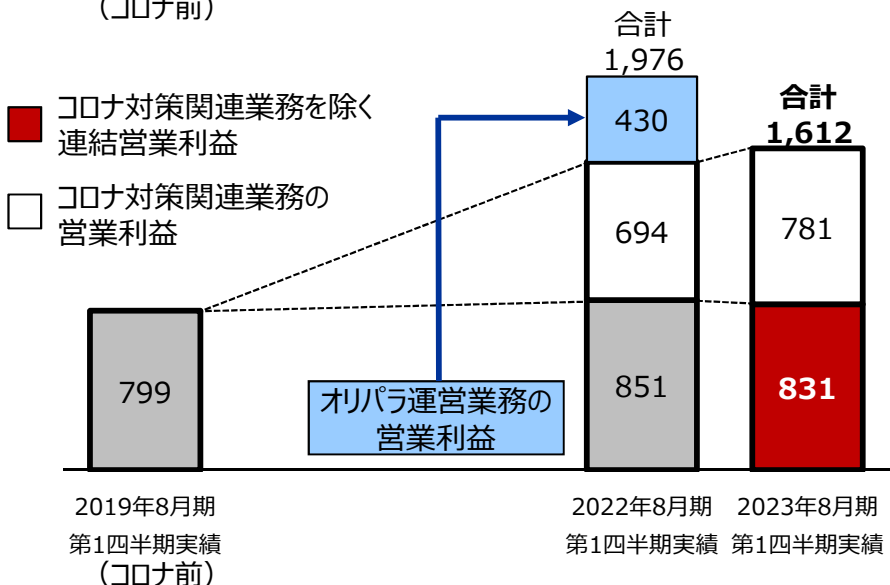 (コロナ前)
合計
1,976
合計
1,612
コロナ対策関連業務を除く
連結営業利益
コロナ対策関連業務の
営業利益
430
694
781
799
オリパラ運営業務の
営業利益
851
831
2019年8月期
第1四半期実績
(コロナ前)
2022年8月期
第1四半期実績
2023年8月期
第1四半期実績